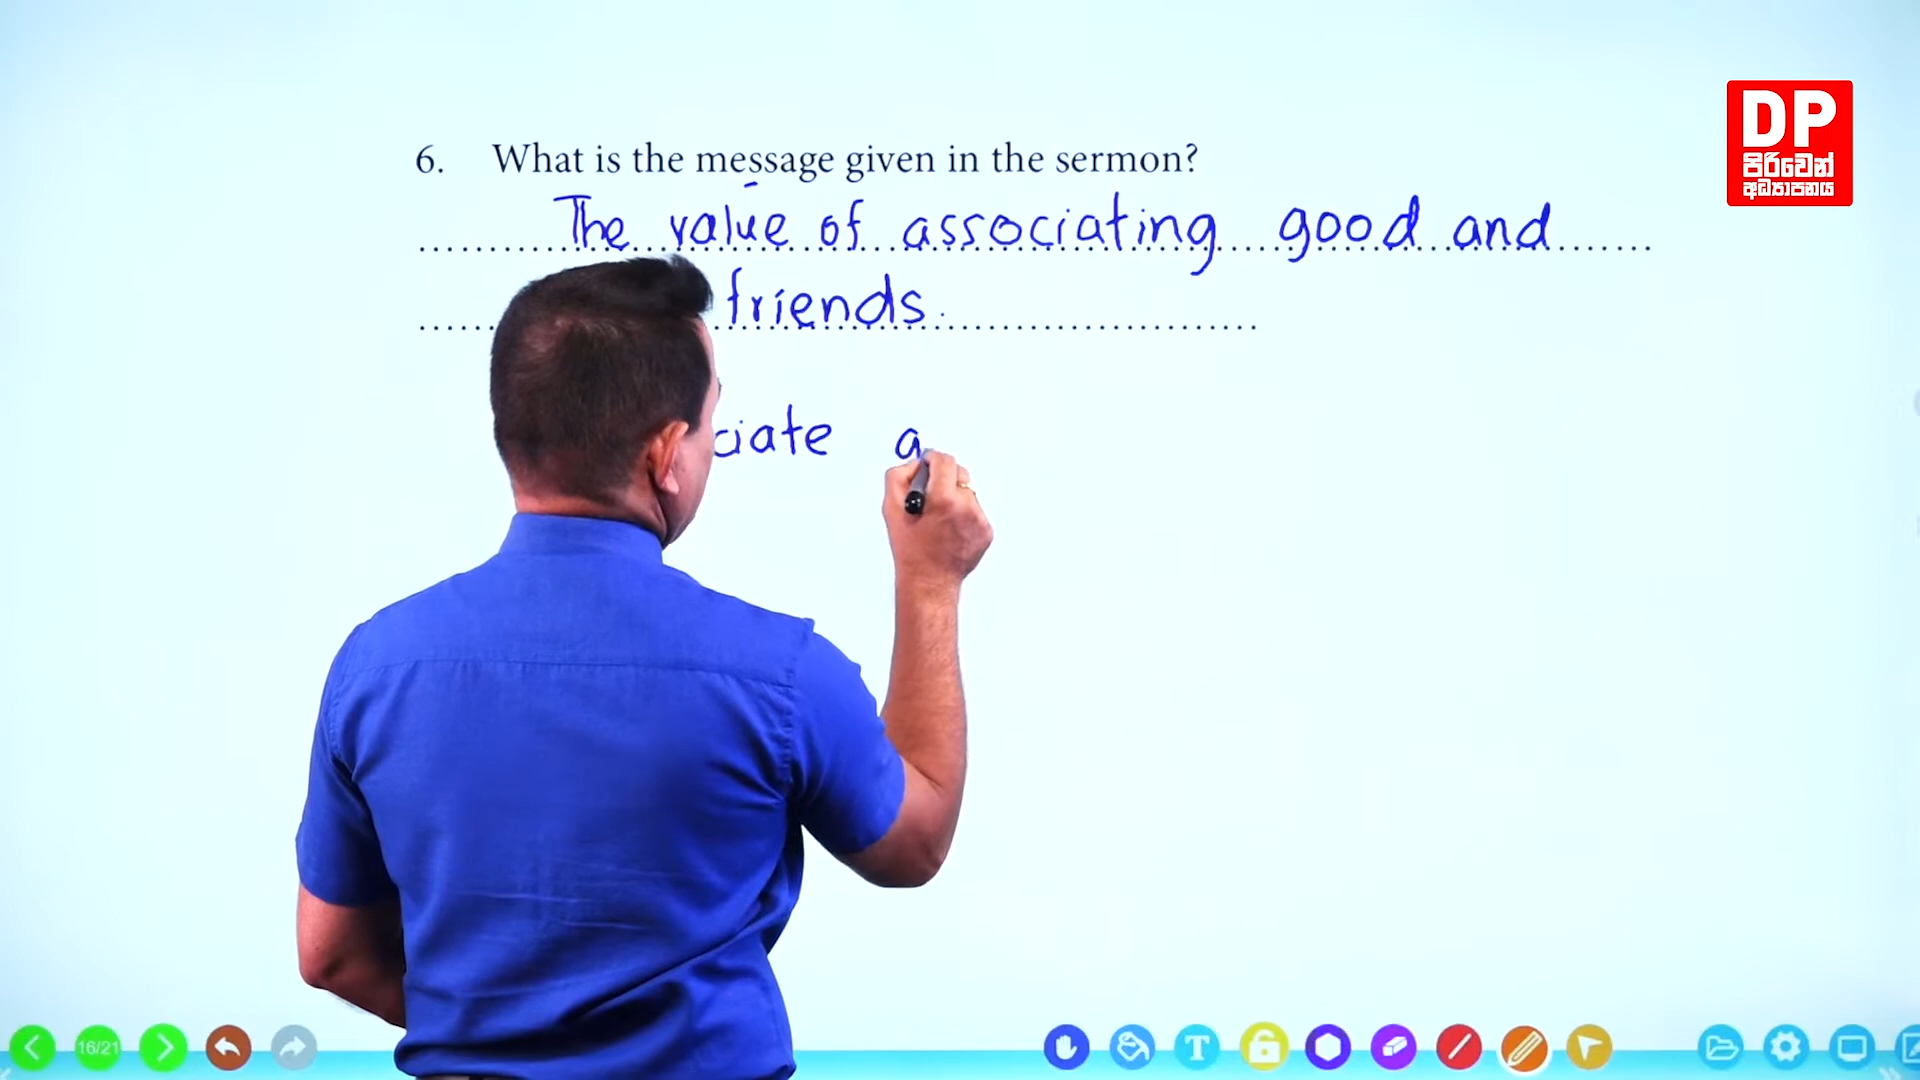 DP
පිරිවෙන්
අධ්‍යාපනය
6. What is the message given in the sermon?
The value of associating good and
friends.
ciate a
16/21
T